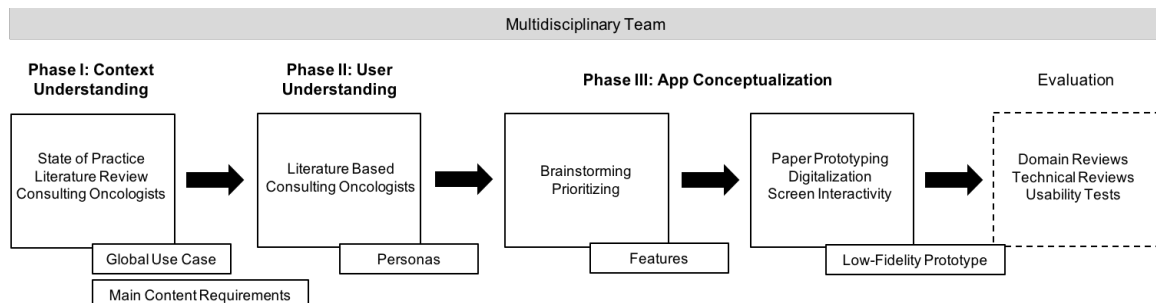 Multidisciplinary Team
Phase I: Context
Understanding
Phase II: User
Understanding
Phase III: App Conceptualization
Evaluation
State of Practice
Literature Review
Consulting Oncologists
Literature Based
Consulting Oncologists
Brainstorming
Prioritizing
Paper Prototyping
Digitalization
Screen Interactivity
Domain Reviews
Technical Reviews
Usability Tests
Global Use Case
Personas
Features
Low-Fidelity Prototype
Main Content Requirements